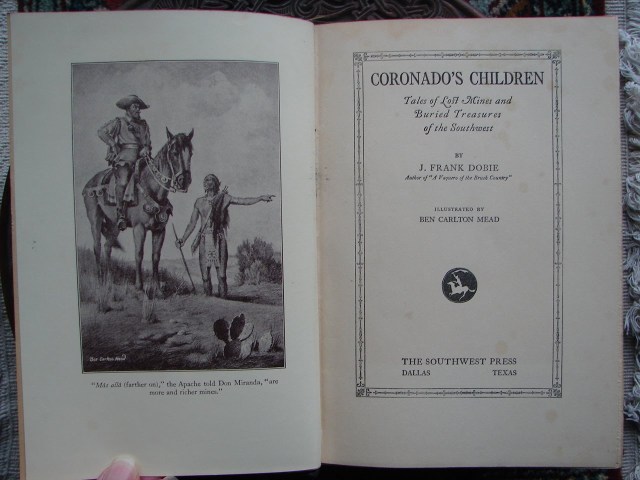 Ben Carlton Mead
"Más allá (farther on)," the Apache told Don Miranda, "are
more and richer mines."
CORONADO'S CHILDREN
Tales of Lost Mines and
Buried Treasures
of the Southwest
BY
J. FRANK DOBIE
Author of "A Vaquero of the Brush Country"
ILLUSTRATED BY
BEN CARLTON MEAD
THE SOUTHWEST PRESS
DALLAS TEXAS